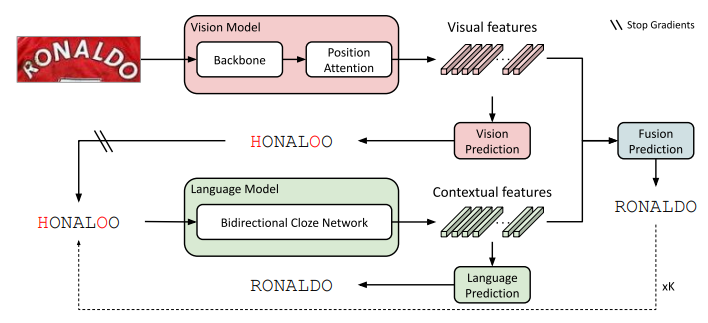 RONALDO
Vision Model
Backbone
Position
Attention
Visual features
\\ Stop Gradients
HONALOO
Vision
Prediction
Fusion
Prediction
Language Model
Bidirectional Cloze Network
Contextual features
HONALOO
RONALDO
RONALDO
Language
Prediction
xK